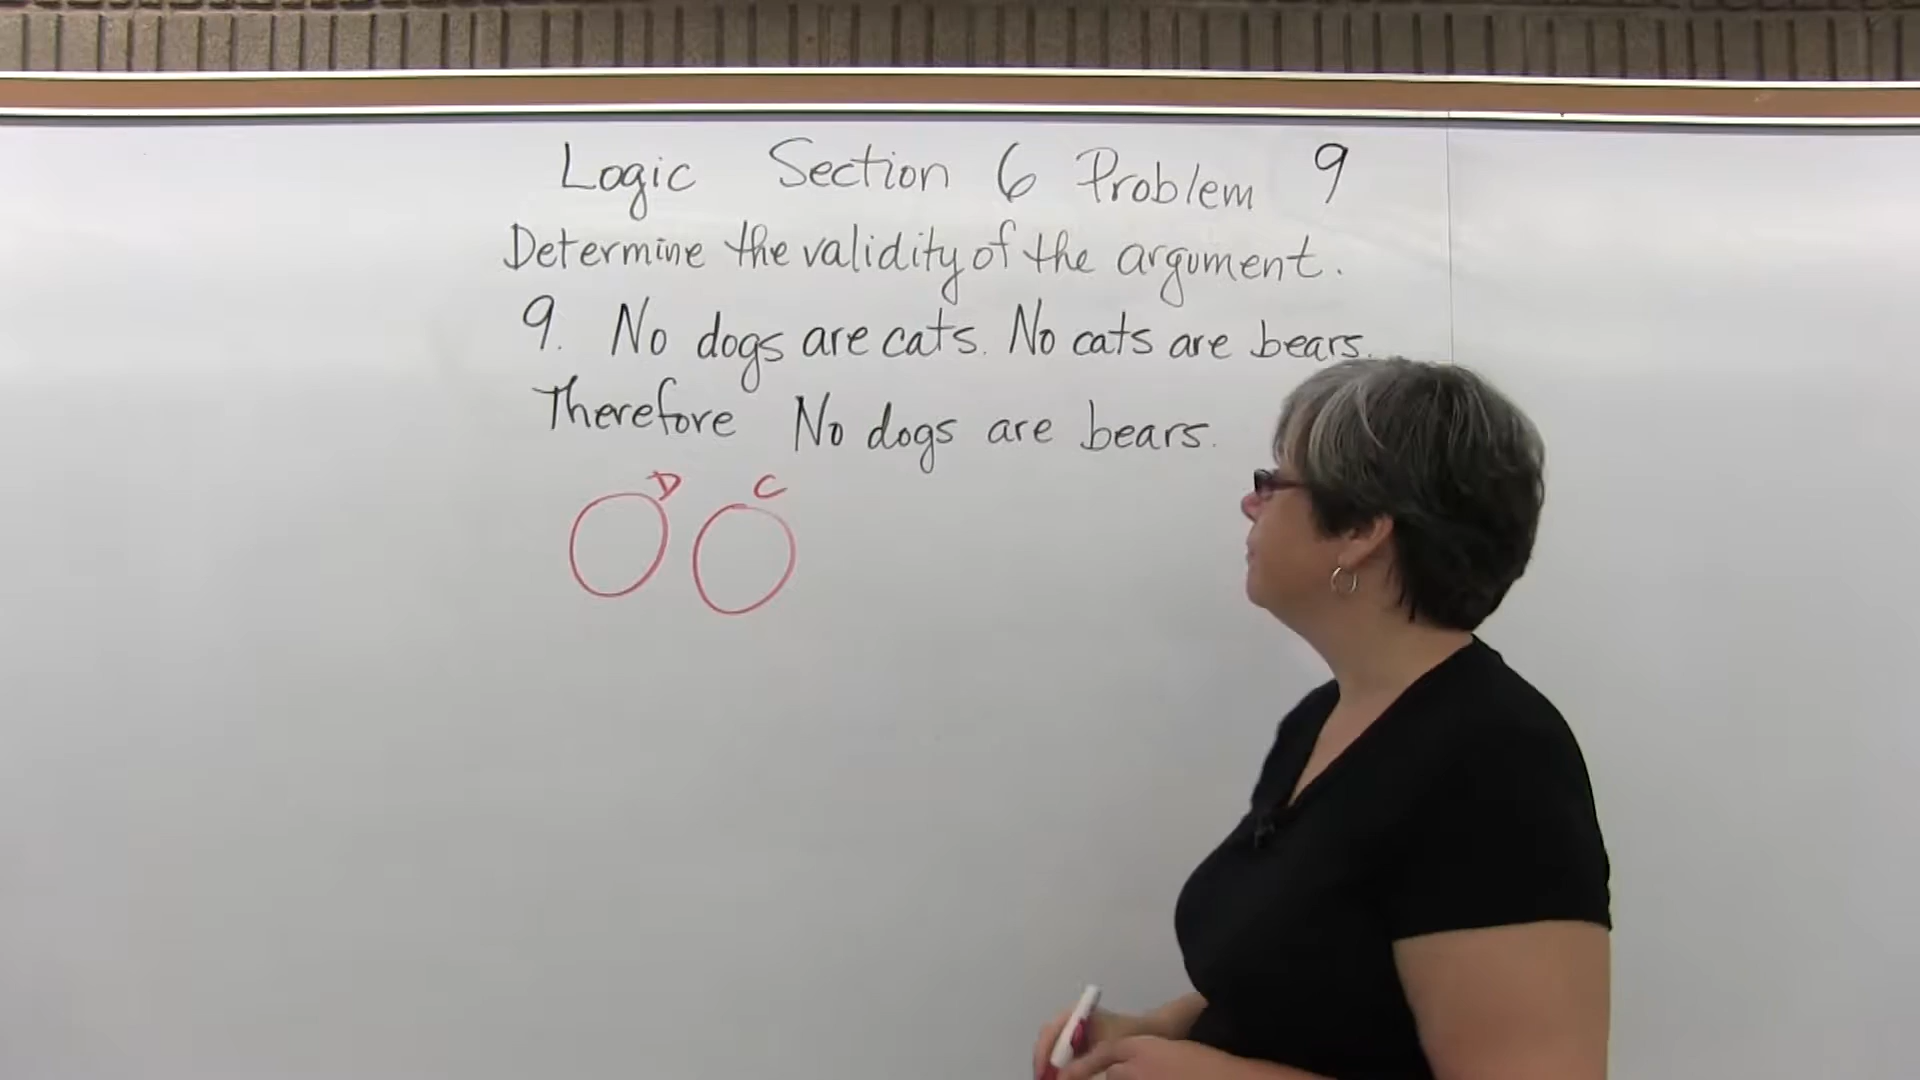 Logic Section 6 Problem 9
Determine the validity of the argument.
9. No dogs are cats. No cats are bears.
Therefore No dogs are bears.
D C